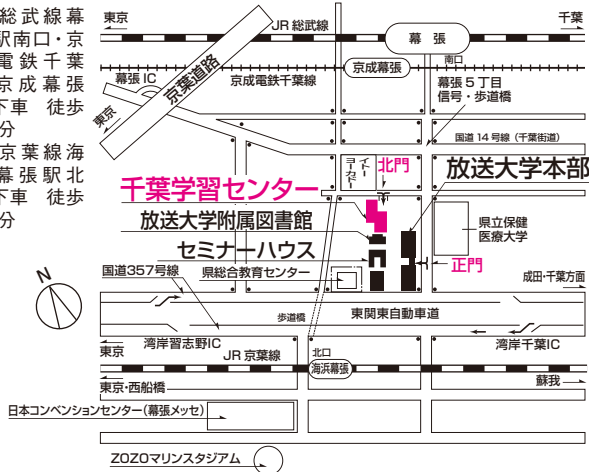 総武線幕
駅南口・京
電鉄千葉
京成幕張
下車 徒歩
分
京葉線海
幕張駅北
下車 徒歩
分
東京
JR 総武線
千葉
幕張
南口
京成幕張
京成電鉄千葉線
幕張 IC
京葉道路
東京
幕張 5 丁目
信号・歩道橋
国道 14 号線（千葉街道）
イトーヨーカドー
北門
放送大学本部
千葉学習センター
放送大学附属図書館
県立保健
医療大学
セミナーハウス
正門
国道357号線
県総合教育センター
成田・千葉方面
N
歩道橋
東関東自動車道
湾岸習志野IC
湾岸千葉IC
東京
JR 京葉線
北口
海浜幕張
蘇我
東京・西船橋
日本コンベンションセンター（幕張メッセ）
ZOZOマリンスタジアム